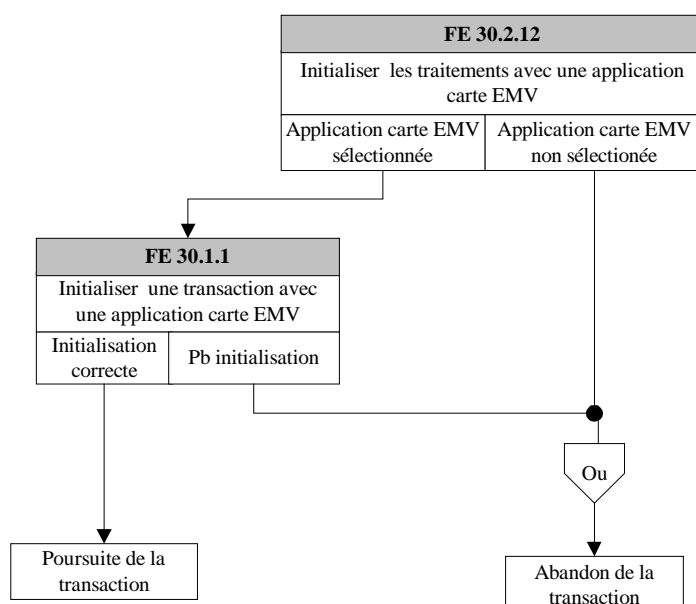 FE 30.2.12
Initialiser les traitements avec une application
carte EMV
Application carte EMV
sélectionnée
Application carte EMV
non sélectionée
FE 30.1.1
Initialiser une transaction avec
une application carte EMV
Initialisation
correcte
Pb initialisation
Ou
Poursuite de la
transaction
Abandon de la
transaction